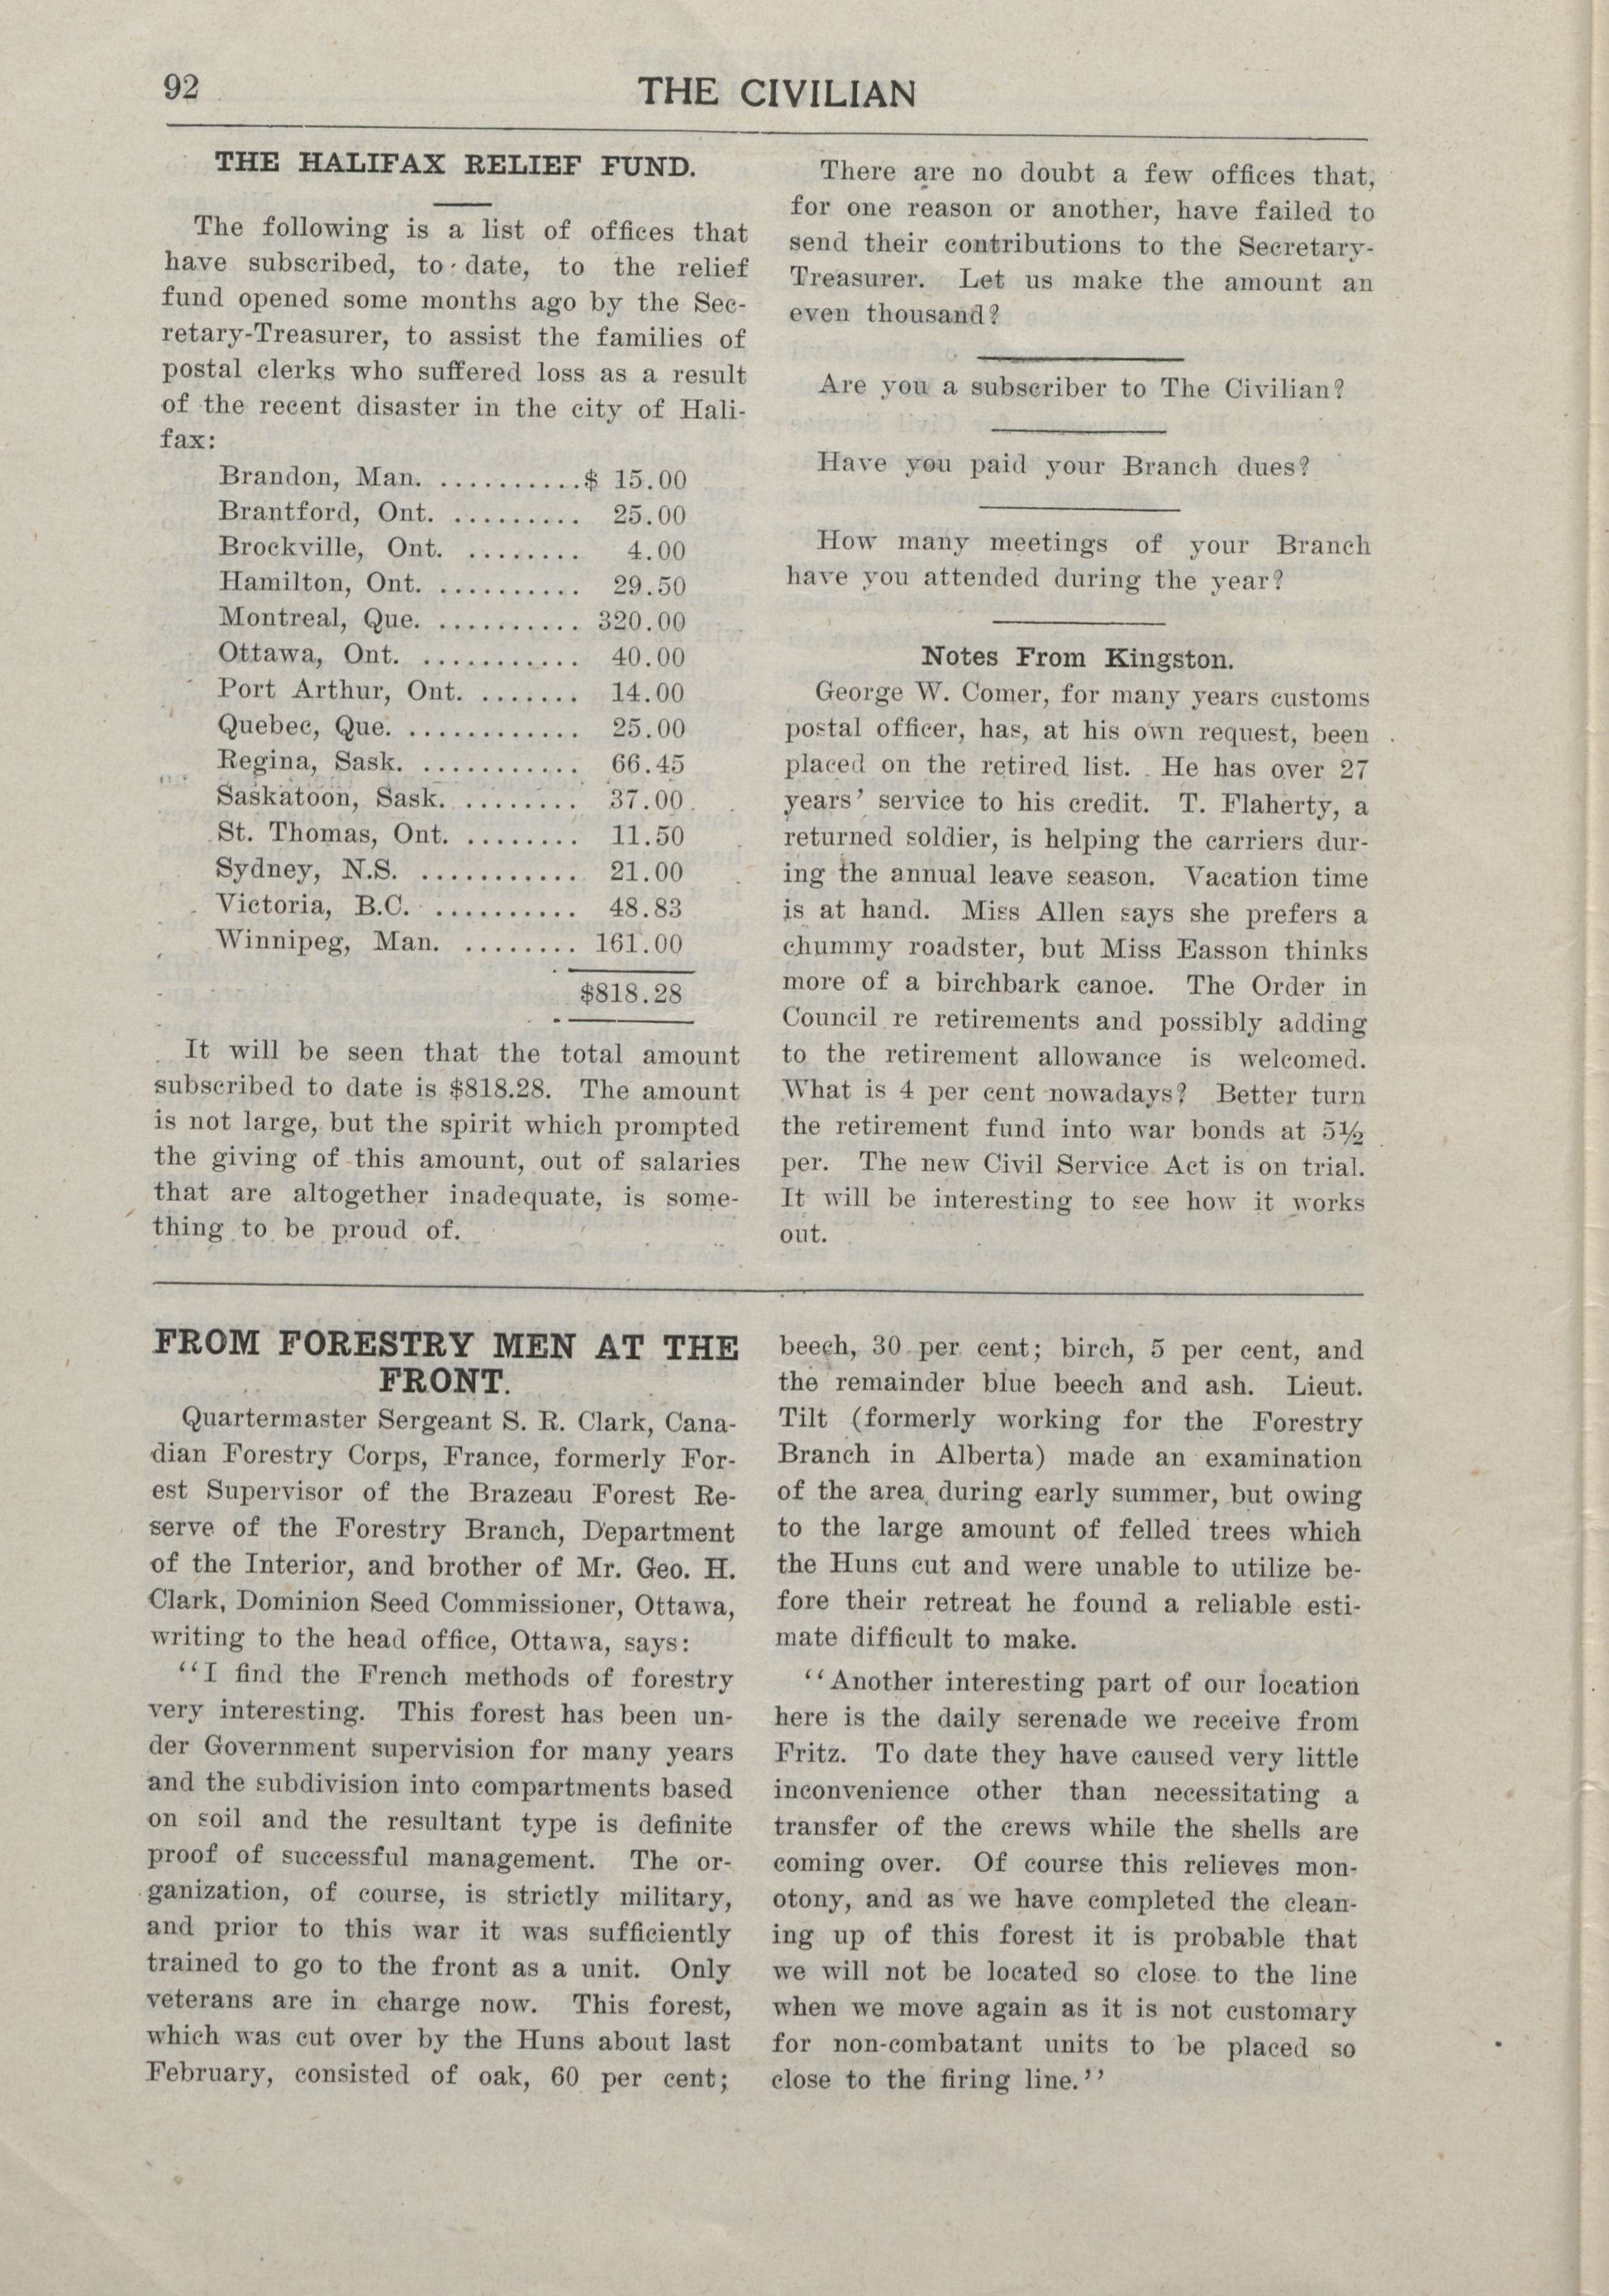 92
THE CIVILIAN
THE HALIFAX RELIEF FUND.
The following is a list of offices that
have subscribed, to date, to the relief
fund opened some months ago by the Sec-
retary-Treasurer, to assist the families of
postal clerks who suffered loss as a result
of the recent disaster in the city of Hali-
fax:
Brandon, Man. ..........$ 15.00
Brantford, Ont. ......... 25.00
Brockville, Ont. ........ 4.00
Hamilton, Ont. .......... 29.50
Montreal, Que. .......... 320.00
Ottawa, Ont. ........... 40.00
Port Arthur, Ont. ....... 14.00
Quebec, Que. ............ 25.00
Regina, Sask. ........... 66.45
Saskatoon, Sask. ........ 37.00
St. Thomas, Ont. ........ 11.50
Sydney, N.S. ........... 21.00
Victoria, B.C. .......... 48.83
Winnipeg, Man. ........ 161.00
$818.28
It will be seen that the total amount
subscribed to date is $818.28. The amount
is not large, but the spirit which prompted
the giving of this amount, out of salaries
that are altogether inadequate, is some-
thing to be proud of.
There are no doubt a few offices that,
for one reason or another, have failed to
send their contributions to the Secretary-
Treasurer. Let us make the amount an
even thousand?
Are you a subscriber to The Civilian?
Have you paid your Branch dues?
How many meetings of your Branch
have you attended during the year?
Notes From Kingston.
George W. Comer, for many years customs
postal officer, has, at his own request, been
placed on the retired list. He has over 27
years' service to his credit. T. Flaherty, a
returned soldier, is helping the carriers dur-
ing the annual leave season. Vacation time
is at hand. Miss Allen says she prefers a
chummy roadster, but Miss Easson thinks
more of a birchbark canoe. The Order in
Council re retirements and possibly adding
to the retirement allowance is welcomed.
What is 4 per cent nowadays? Better turn
the retirement fund into war bonds at 5½
per. The new Civil Service Act is on trial.
It will be interesting to see how it works
out.
FROM FORESTRY MEN AT THE
FRONT.
Quartermaster Sergeant S. R. Clark, Cana-
dian Forestry Corps, France, formerly For-
est Supervisor of the Brazeau Forest Re-
serve of the Forestry Branch, Department
of the Interior, and brother of Mr. Geo. H.
Clark, Dominion Seed Commissioner, Ottawa,
writing to the head office, Ottawa, says:
"I find the French methods of forestry
very interesting. This forest has been un-
der Government supervision for many years
and the subdivision into compartments based
on soil and the resultant type is definite
proof of successful management. The or-
ganization, of course, is strictly military,
and prior to this war it was sufficiently
trained to go to the front as a unit. Only
veterans are in charge now. This forest,
which was cut over by the Huns about last
February, consisted of oak, 60 per cent;
beech, 30 per cent; birch, 5 per cent, and
the remainder blue beech and ash. Lieut.
Tilt (formerly working for the Forestry
Branch in Alberta) made an examination
of the area during early summer, but owing
to the large amount of felled trees which
the Huns cut and were unable to utilize be-
fore their retreat he found a reliable esti-
mate difficult to make.
"Another interesting part of our location
here is the daily serenade we receive from
Fritz. To date they have caused very little
inconvenience other than necessitating a
transfer of the crews while the shells are
coming over. Of course this relieves mon-
otony, and as we have completed the clean-
ing up of this forest it is probable that
we will not be located so close to the line
when we move again as it is not customary
for non-combatant units to be placed so
close to the firing line."